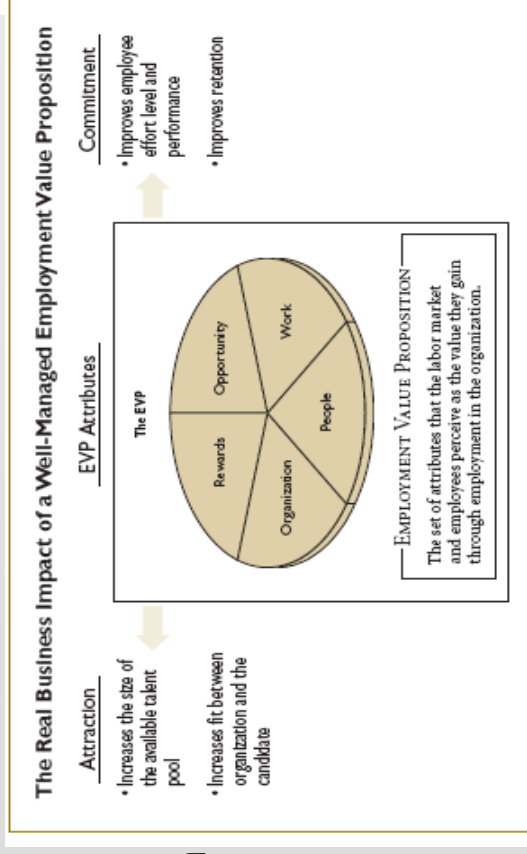 The Real Business Impact of a Well-Managed Employment Value Proposition
Attraction
• Increases the size of
the available talent
pool
• Increases fit between
organization and the
candidate
EVP Attributes
The EVP
Rewards
Opportunity
Organization
Work
People
EMPLOYMENT VALUE PROPOSITION
The set of attributes that the labor market
and employees perceive as the value they gain
through employment in the organization.
Commitment
• Improves employee
effort level and
performance
• Improves retention